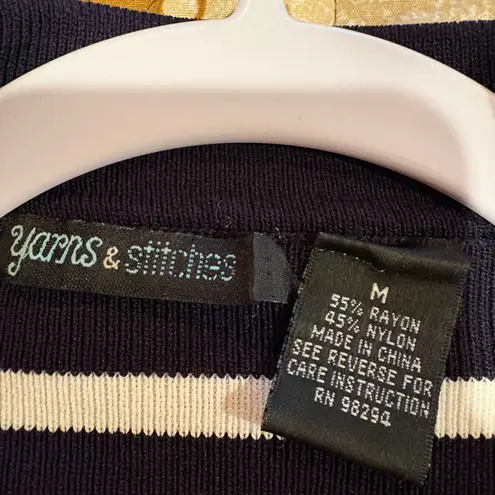 yarns & stitches
M
55% RAYON
45% NYLON
MADE IN CHINA
SEE REVERSE FOR
CARE INSTRUCTION
RN 98294